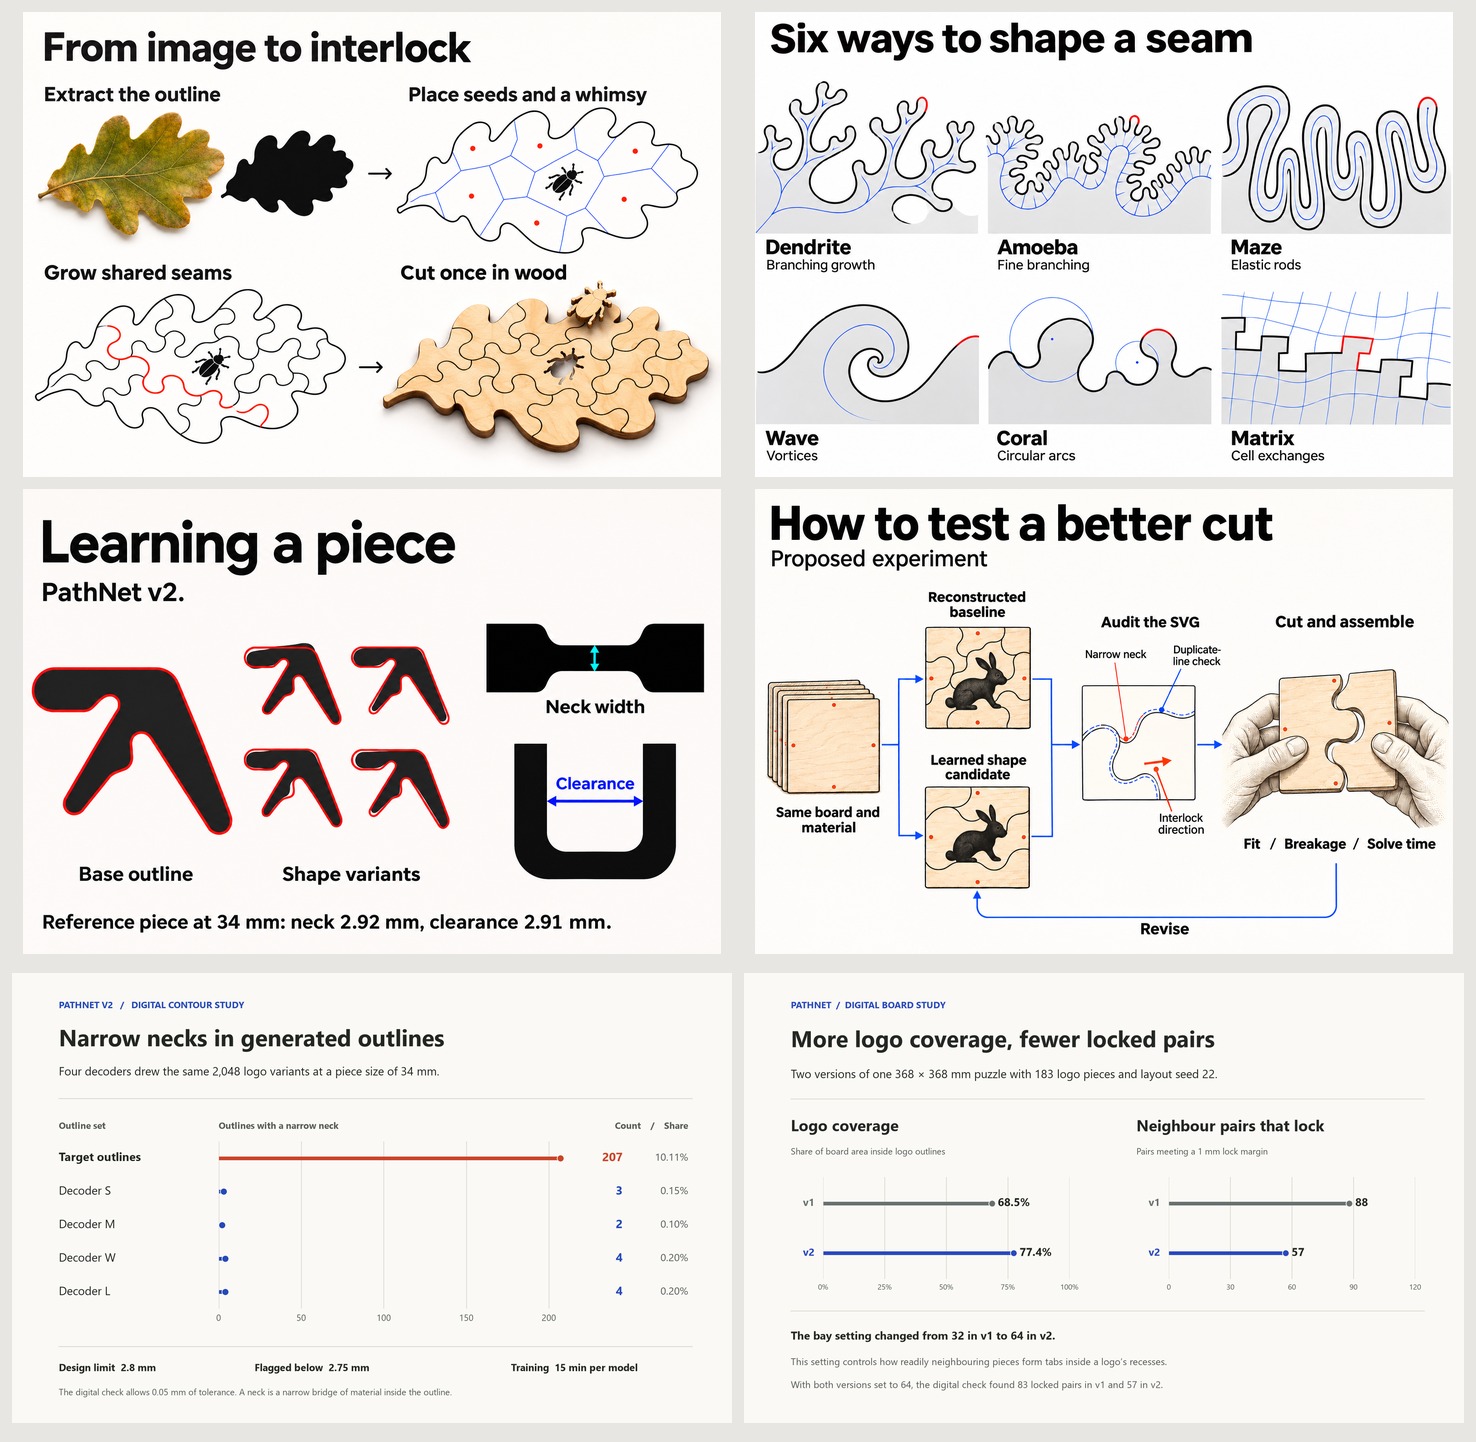 From image to interlock
Extract the outline
Place seeds and a whimsy
Grow shared seams
Cut once in wood
Six ways to shape a seam
Dendrite
Branching growth
Amoeba
Fine branching
Maze
Elastic rods
Wave
Vortices
Coral
Circular arcs
Matrix
Cell exchanges
Learning a piece
PathNet v2.
Neck width
Clearance
Base outline
Shape variants
Reference piece at 34 mm: neck 2.92 mm, clearance 2.91 mm.
How to test a better cut
Proposed experiment
Reconstructed
baseline
Audit the SVG
Cut and assemble
Narrow neck
Duplicate-
line check
Learned shape
candidate
Same board and
material
Interlock
direction
Fit / Breakage / Solve time
Revise
PATHNET V2 / DIGITAL CONTOUR STUDY
Narrow necks in generated outlines
Four decoders drew the same 2,048 logo variants at a piece size of 34 mm.
Outline set
Outlines with a narrow neck
Count / Share
Target outlines 207 10.11%
Decoder S 3 0.15%
Decoder M 2 0.10%
Decoder W 4 0.20%
Decoder L 4 0.20%
0 50 100 150 200
Design limit 2.8 mm
Flagged below 2.75 mm
Training 15 min per model
The digital check allows 0.05 mm of tolerance. A neck is a narrow bridge of material inside the outline.
PATHNET / DIGITAL BOARD STUDY
More logo coverage, fewer locked pairs
Two versions of one 368 × 368 mm puzzle with 183 logo pieces and layout seed 22.
Logo coverage
Share of board area inside logo outlines
v1 68.5%
v2 77.4%
0% 25% 50% 75% 100%
Neighbour pairs that lock
Pairs meeting a 1 mm lock margin
v1 88
v2 57
0 30 60 90 120
The bay setting changed from 32 in v1 to 64 in v2.
This setting controls how readily neighbouring pieces form tabs inside a logo's recesses.
With both versions set to 64, the digital check found 83 locked pairs in v1 and 57 in v2.